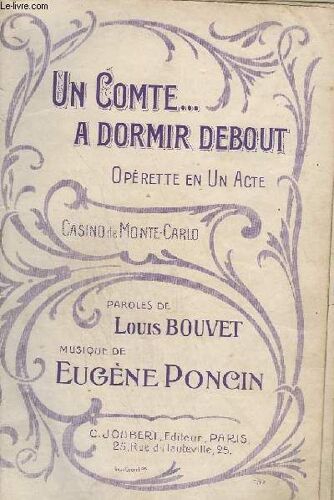 Le-livre.com
UN COMTE...
A DORMIR DEBOUT
OPÉRETTE EN UN ACTE
CASINO de MONTE-CARLO
PAROLES DE
LOUIS BOUVET
MUSIQUE DE
EUGÈNE PONCIN
C. JOUBERT, Editeur, PARIS
25, Rue d'Hauteville, 25.